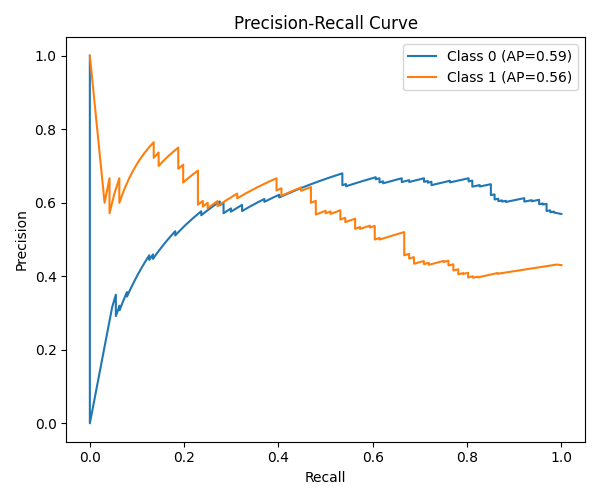 Precision-Recall Curve
Class 0 (AP=0.59)
Class 1 (AP=0.56)
1.0
0.8
0.6
0.4
0.2
0.0
Precision
0.0 0.2 0.4 0.6 0.8 1.0
Recall